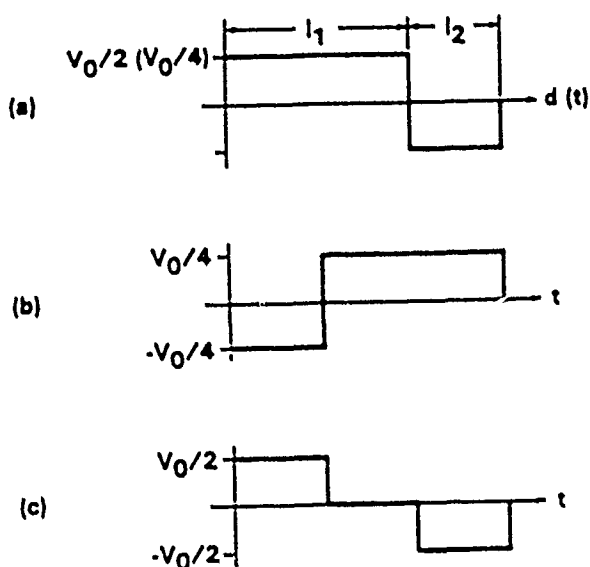 l₁ l₂
V₀/2 (V₀/4)
(a) d (t)
V₀/4
(b) t
-V₀/4
V₀/2
(c) t
-V₀/2